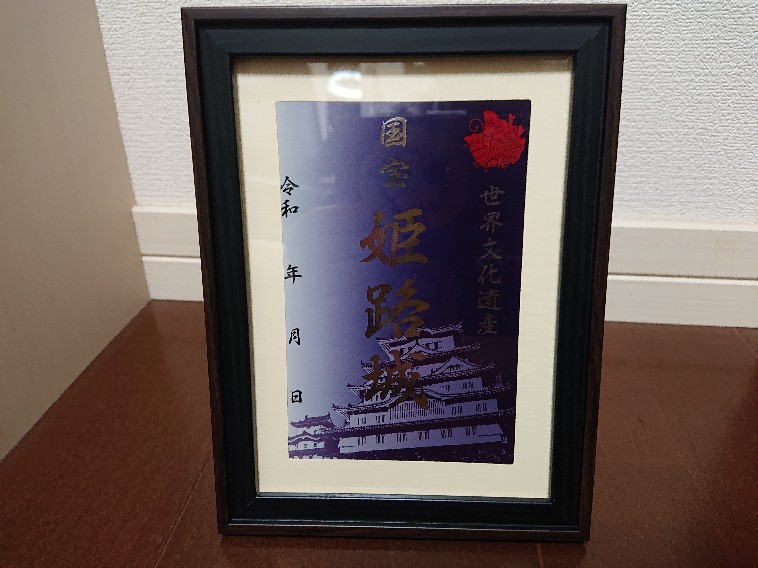 世界文化遺産
国宝
姫路城
令和 年 月 日